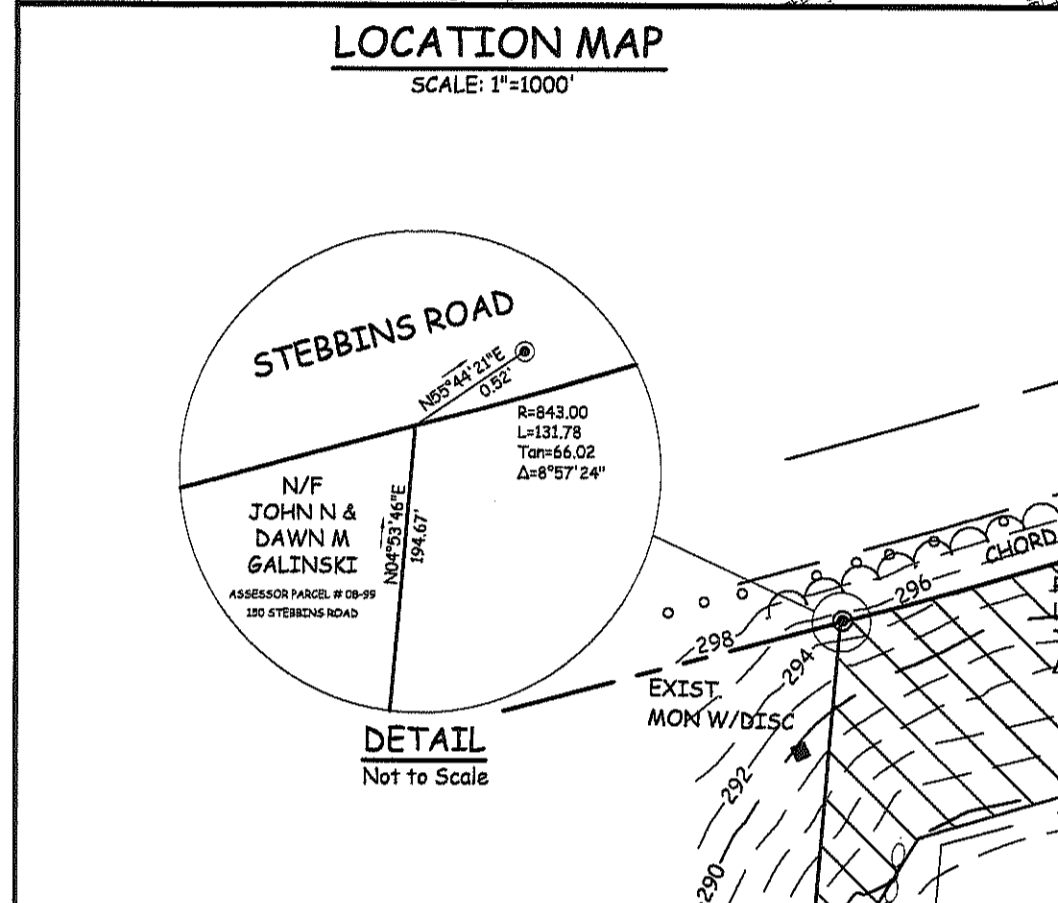 LOCATION MAP
SCALE: 1"=1000'
STEBBINS ROAD
N55°44'21"E
0.52'
R=843.00
L=131.78
Tan=66.02
Δ=8°57'24"
N/F
JOHN N &
DAWN M
GALINSKI
ASSESSOR PARCEL # 08-99
150 STEBBINS ROAD
N04°53'46"E
194.67'
DETAIL
Not to Scale
CHORD
296
298
294
EXIST.
MON W/DISC
292
290